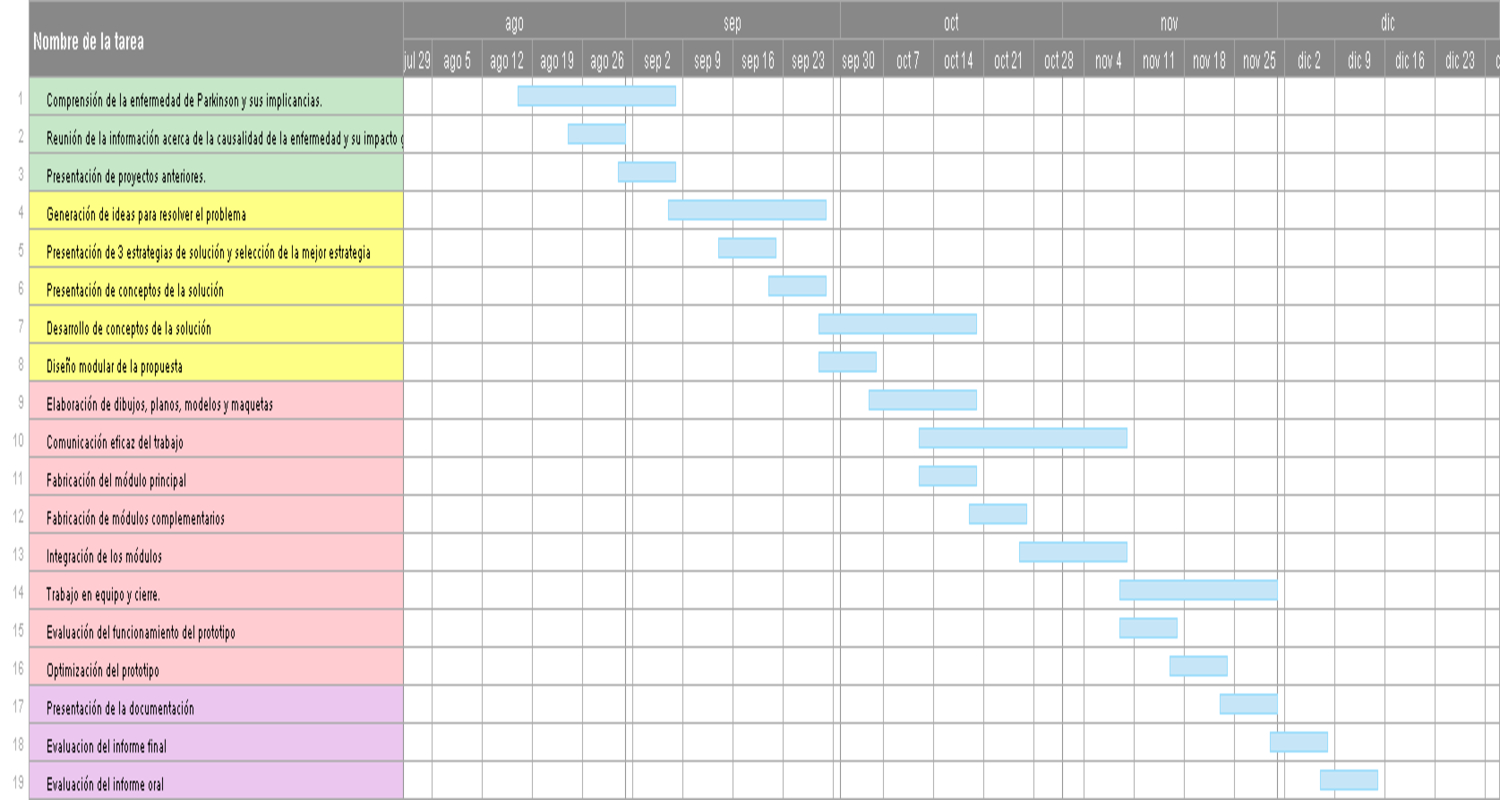 Nombre de la tarea
ago sep oct nov dic
jul 29 ago 5 ago 12 ago 19 ago 26 sep 2 sep 9 sep 16 sep 23 sep 30 oct 7 oct 14 oct 21 oct 28 nov 4 nov 11 nov 18 nov 25 dic 2 dic 9 dic 16 dic 23
1 Comprensión de la enfermedad de Parkinson y sus implicancias.
2 Reunión de la información acerca de la causalidad de la enfermedad y su impacto
3 Presentación de proyectos anteriores.
4 Generación de ideas para resolver el problema
5 Presentación de 3 estrategias de solución y selección de la mejor estrategia
6 Presentación de conceptos de la solución
7 Desarrollo de conceptos de la solución
8 Diseño modular de la propuesta
9 Elaboración de dibujos, planos, modelos y maquetas
10 Comunicación eficaz del trabajo
11 Fabricación del módulo principal
12 Fabricación de módulos complementarios
13 Integración de los módulos
14 Trabajo en equipo y cierre.
15 Evaluación del funcionamiento del prototipo
16 Optimización del prototipo
17 Presentación de la documentación
18 Evaluacion del informe final
19 Evaluación del informe oral